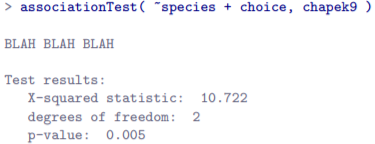 > associationTest( ~species + choice, chapek9 )
BLAH BLAH BLAH
Test results:
X-squared statistic: 10.722
degrees of freedom: 2
p-value: 0.005